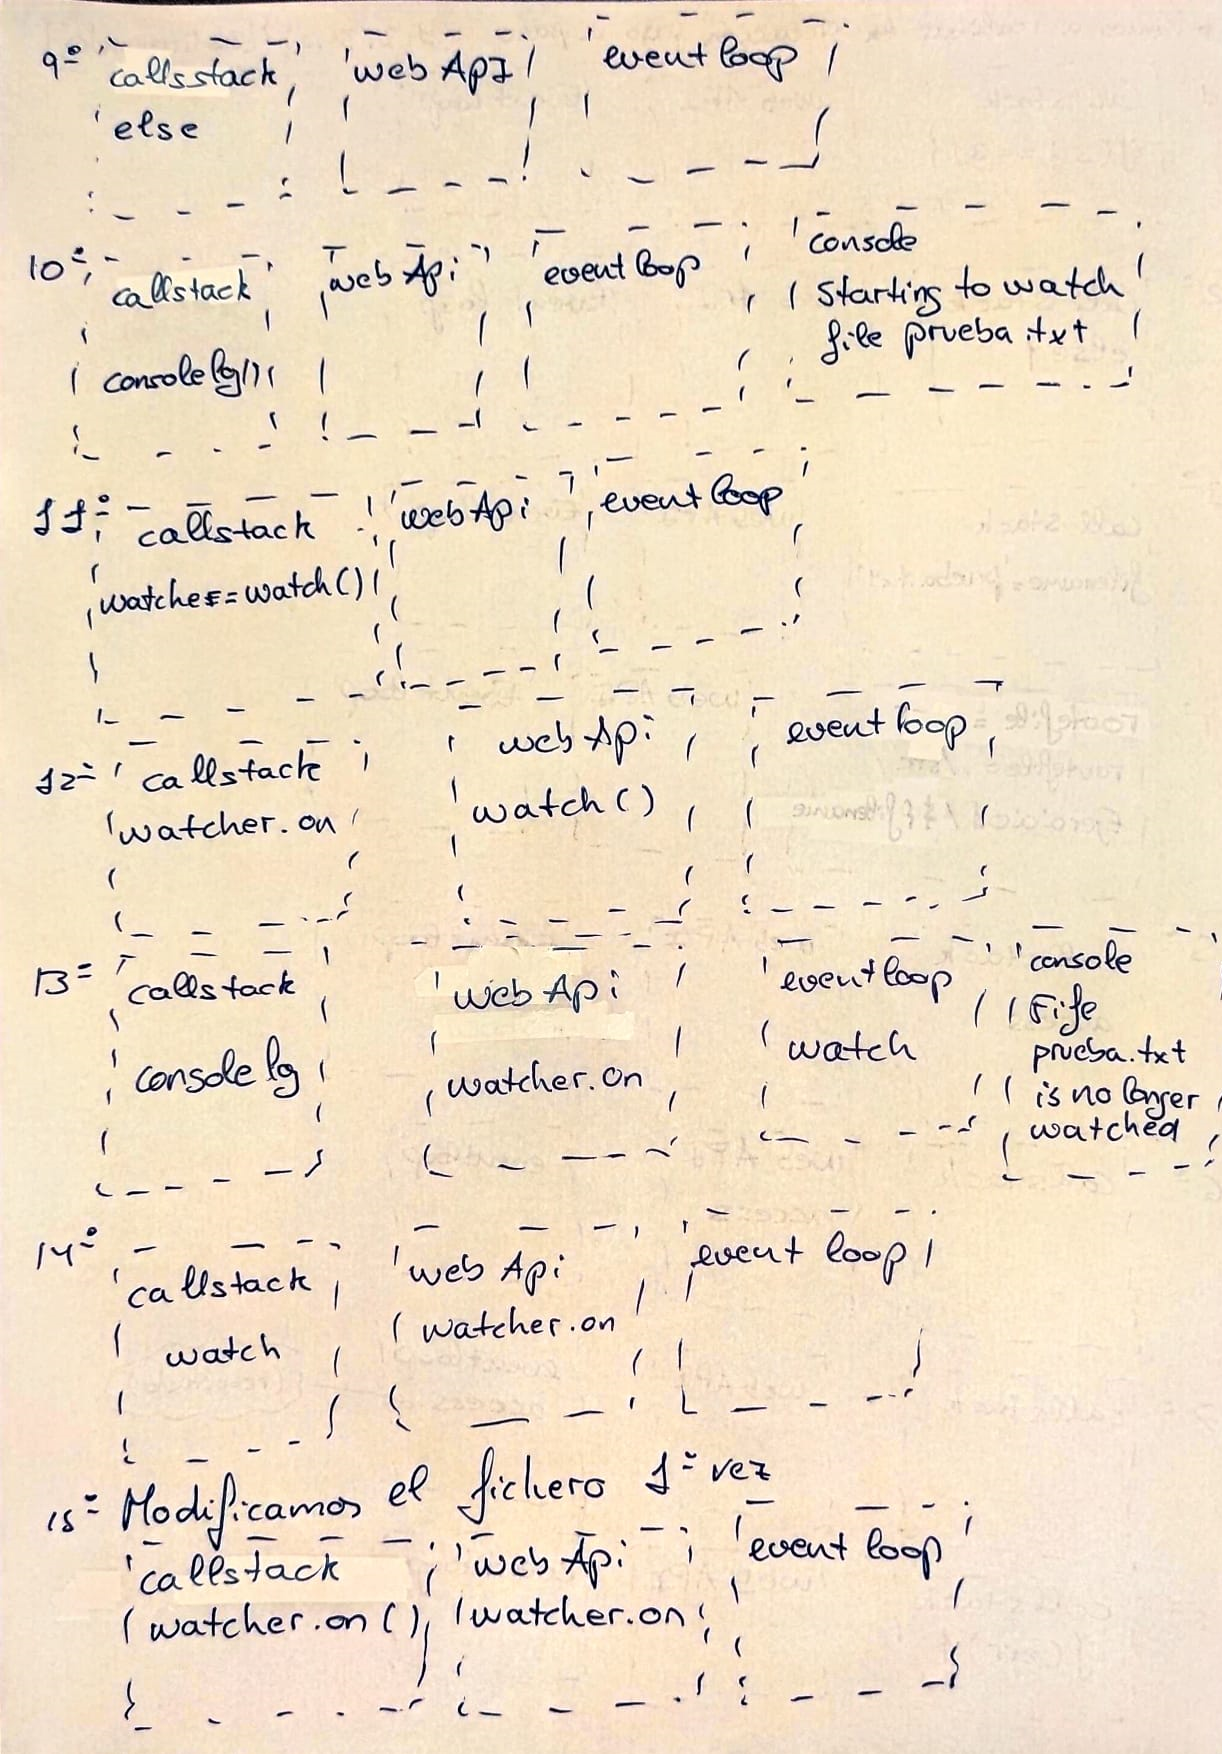 9º callsstack web ApI event loop
else
10º callstack web Api event loop console
Starting to watch
file prueba.txt
console log()
11º callstack web Api event loop
watcher = watch()
12º callstack web Api event loop
watcher.on watch()
13º callstack web Api event loop console
File
console log watcher.on watch prueba.txt
is no longer
watched
14º callstack web Api event loop
watch watcher.on
15º Modificamos el fichero 1º vez
callstack web Api event loop
watcher.on() watcher.on